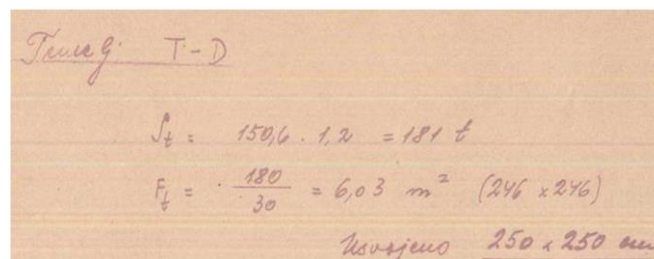 Temelj T-D
St = 150,6 . 1,2 = 181 t
Ft = 180/30 = 6,03 m² (246 x 246)
Usvojeno 250 x 250 cm